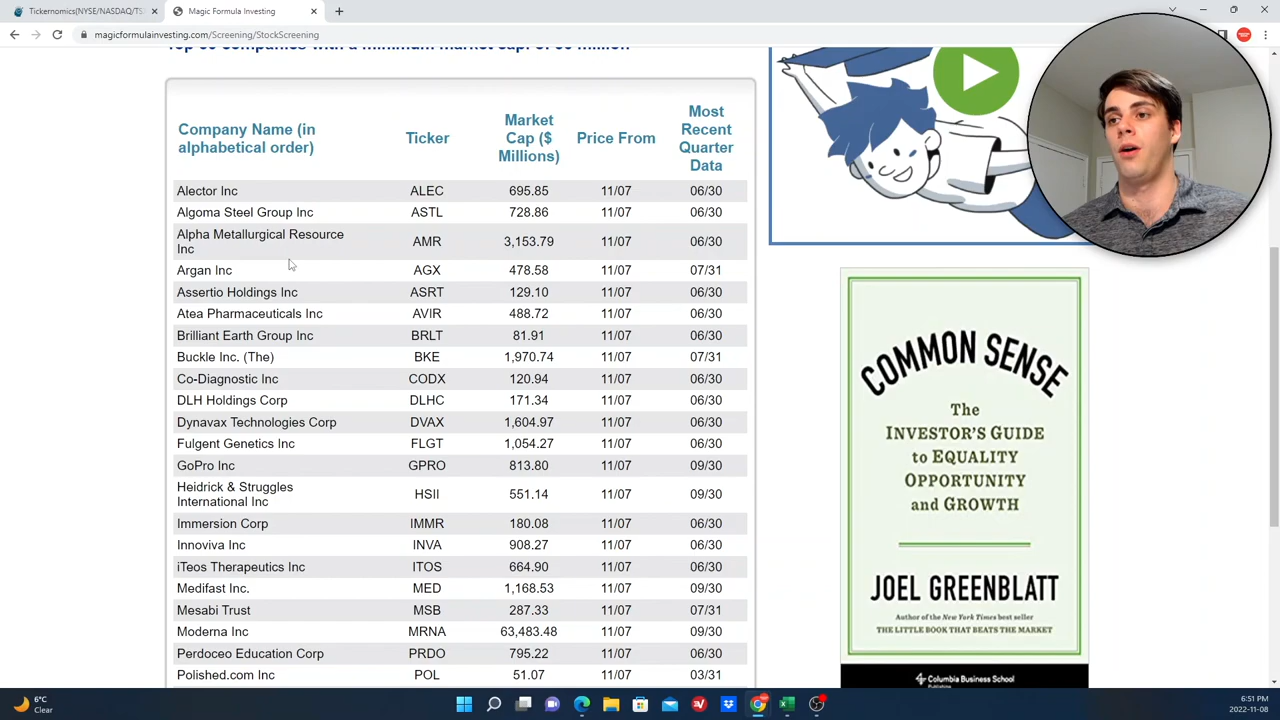 Tickernomics(NYSE/NASDAQ/TS
Magic Formula Investing
magicformulainvesting.com/Screening/StockScreening
Company Name (in alphabetical order) Ticker Market Cap ($ Millions) Price From Most Recent Quarter Data
Alector Inc ALEC 695.85 11/07 06/30
Algoma Steel Group Inc ASTL 728.86 11/07 06/30
Alpha Metallurgical Resource Inc AMR 3,153.79 11/07 06/30
Argan Inc AGX 478.58 11/07 07/31
Assertio Holdings Inc ASRT 129.10 11/07 06/30
Atea Pharmaceuticals Inc AVIR 488.72 11/07 06/30
Brilliant Earth Group Inc BRLT 81.91 11/07 06/30
Buckle Inc. (The) BKE 1,970.74 11/07 07/31
Co-Diagnostic Inc CODX 120.94 11/07 06/30
DLH Holdings Corp DLHC 171.34 11/07 06/30
Dynavax Technologies Corp DVAX 1,604.97 11/07 06/30
Fulgent Genetics Inc FLGT 1,054.27 11/07 06/30
GoPro Inc GPRO 813.80 11/07 09/30
Heidrick & Struggles International Inc HSII 551.14 11/07 09/30
Immersion Corp IMMR 180.08 11/07 06/30
Innoviva Inc INVA 908.27 11/07 06/30
iTeos Therapeutics Inc ITOS 664.90 11/07 06/30
Medifast Inc. MED 1,168.53 11/07 09/30
Mesabi Trust MSB 287.33 11/07 07/31
Moderna Inc MRNA 63,483.48 11/07 09/30
Perdoceo Education Corp PRDO 795.22 11/07 06/30
Polished.com Inc POL 51.07 11/07 03/31
COMMON SENSE
The
INVESTOR'S GUIDE
to EQUALITY
OPPORTUNITY
and GROWTH
JOEL GREENBLATT
Author of the New York Times best seller
THE LITTLE BOOK THAT BEATS THE MARKET
Columbia Business School
Publishing
6°C
Clear
6:51 PM
2022-11-08